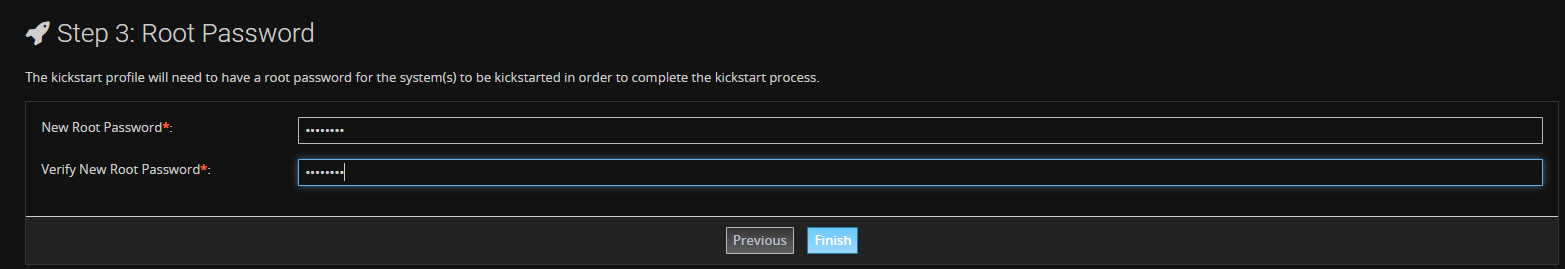 Step 3: Root Password
The kickstart profile will need to have a root password for the system(s) to be kickstarted in order to complete the kickstart process.
New Root Password*: ••••••••
Verify New Root Password*: ••••••••
Previous Finish